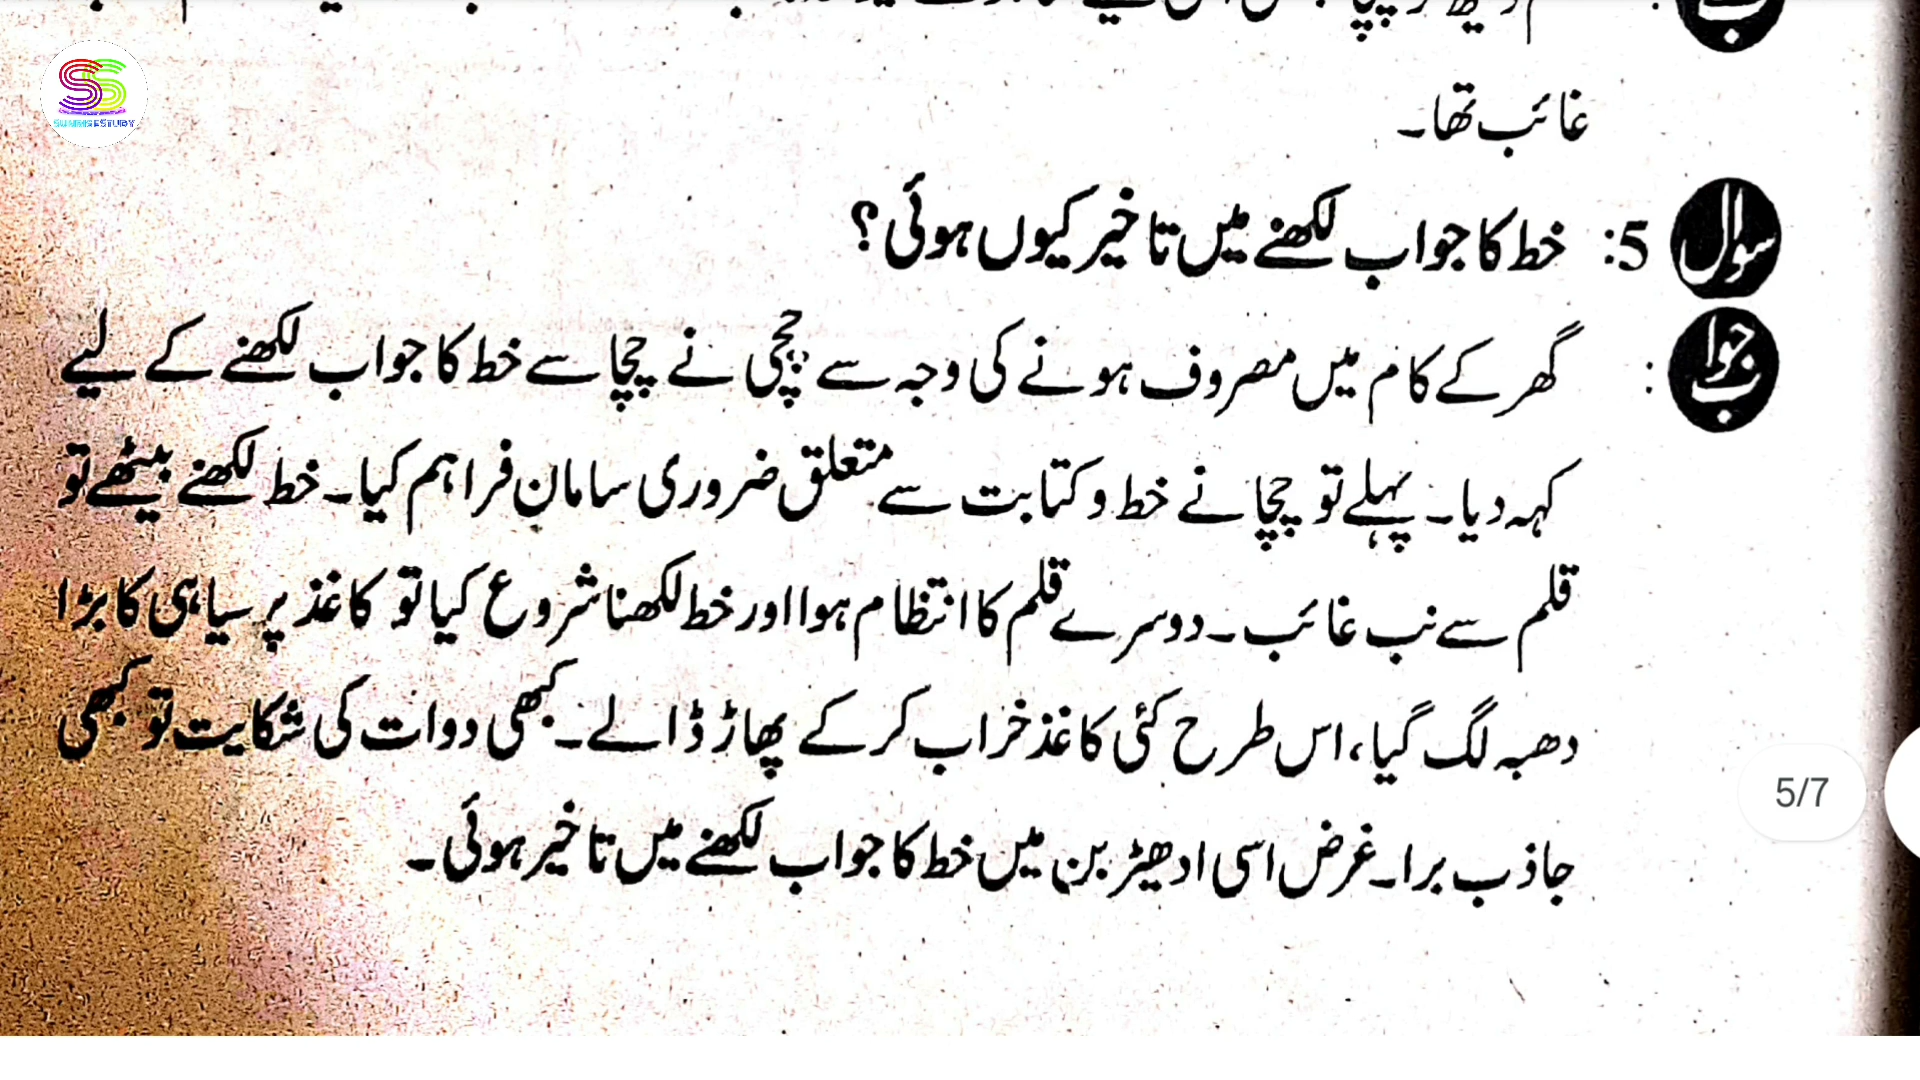 غائب تھا۔
سوال 5: خط کا جواب لکھنے میں تاخیر کیوں ہوئی؟
جواب : گھر کے کام میں مصروف ہونے کی وجہ سے چچی نے چچا سے خط کا جواب لکھنے کے لیے
کہہ دیا۔ پہلے تو چچا نے خط و کتابت سے متعلق ضروری سامان فراہم کیا۔ خط لکھنے بیٹھے تو
قلم سے نب غائب۔ دوسرے قلم کا انتظام ہوا اور خط لکھنا شروع کیا تو کاغذ پر سیاہی کا بڑا
دھبہ لگ گیا، اس طرح کئی کاغذ خراب کر کے پھاڑ ڈالے۔ کبھی دوات کی شکایت تو کبھی
جاذب برا۔ غرض اسی ادھیڑ بن میں خط کا جواب لکھنے میں تاخیر ہوئی۔
5/7